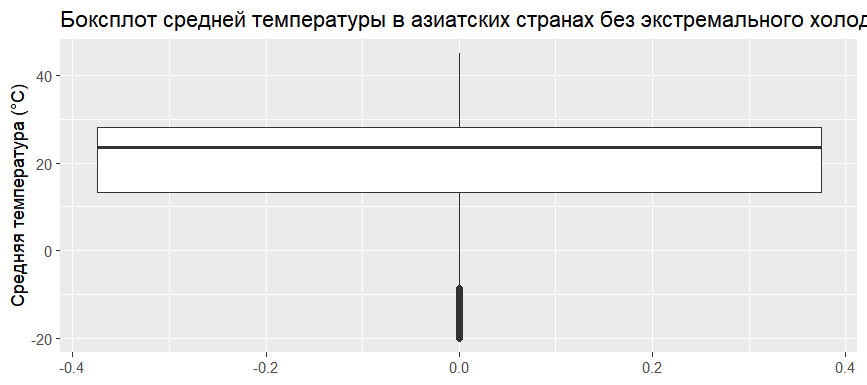 Боксплот средней температуры в азиатских странах без экстремального холод
Средняя температура (°C)
40
20
0
-20
-0.4 -0.2 0.0 0.2 0.4